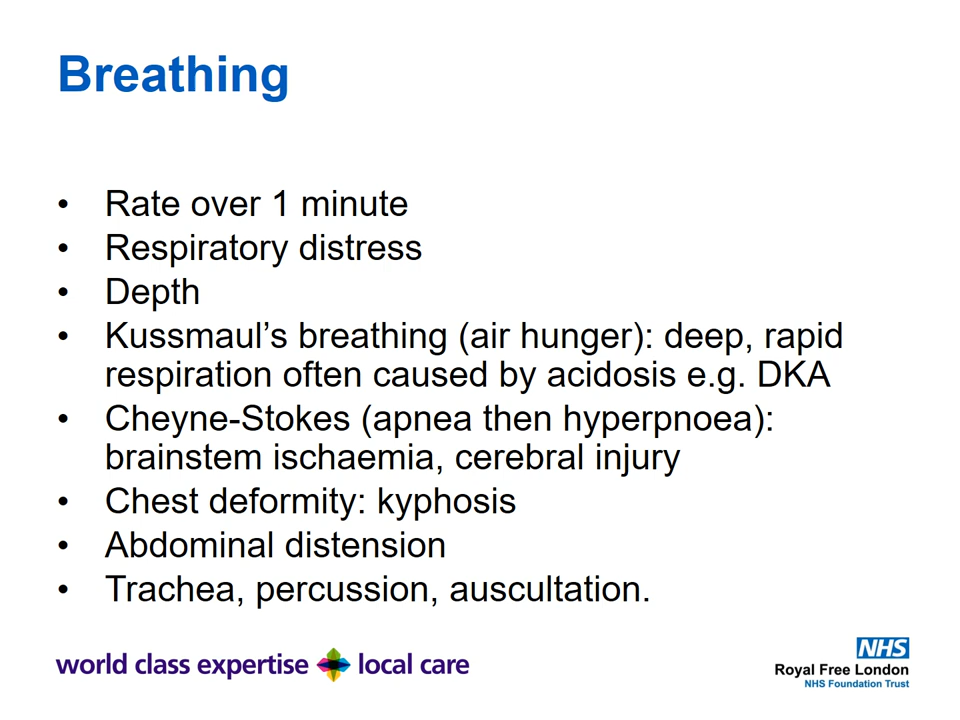 Breathing
• Rate over 1 minute
• Respiratory distress
• Depth
• Kussmaul’s breathing (air hunger): deep, rapid
respiration often caused by acidosis e.g. DKA
• Cheyne-Stokes (apnea then hyperpnoea):
brainstem ischaemia, cerebral injury
• Chest deformity: kyphosis
• Abdominal distension
• Trachea, percussion, auscultation.
world class expertise local care
NHS
Royal Free London
NHS Foundation Trust